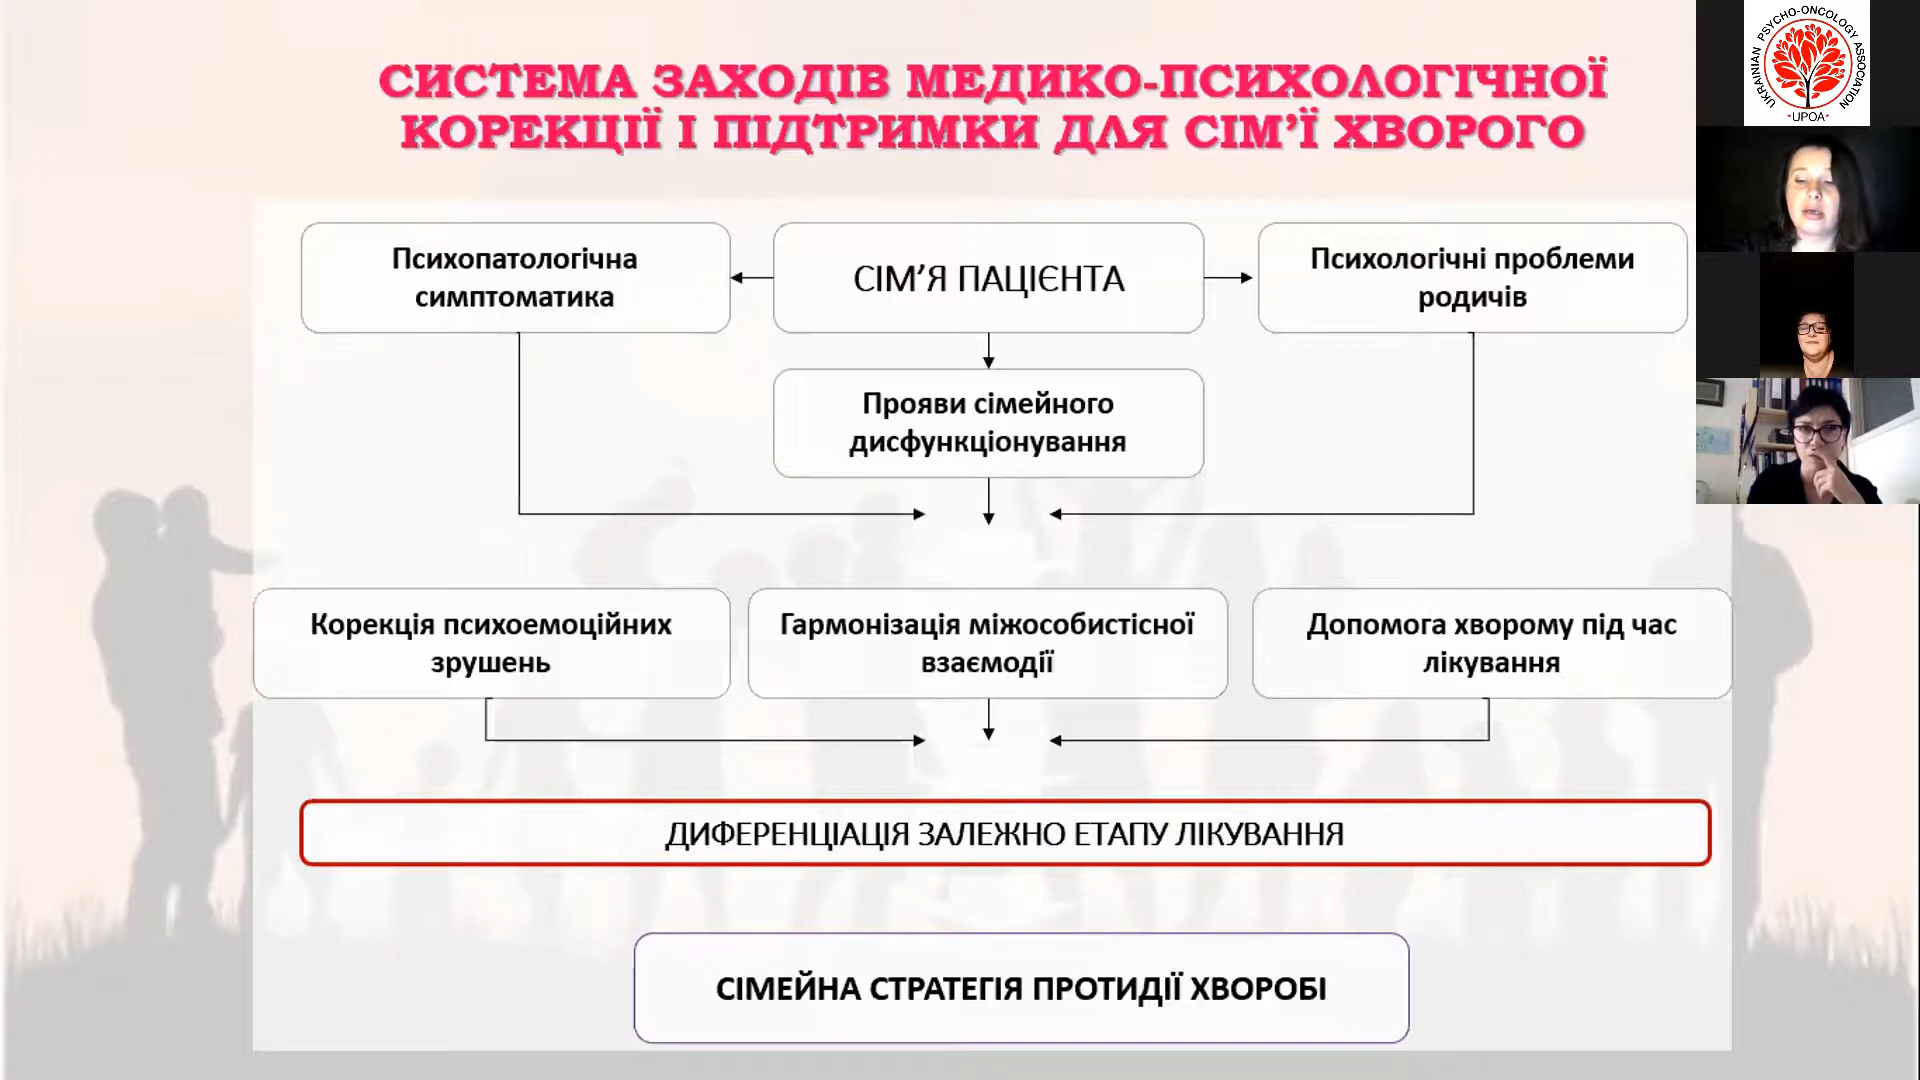 СИСТЕМА ЗАХОДІВ МЕДИКО-ПСИХОЛОГІЧНОЇ
КОРЕКЦІЇ І ПІДТРИМКИ ДЛЯ СІМ’Ї ХВОРОГО
UKRAINIAN PSYCHO-ONCOLOGY ASSOCIATION
*UPOA*
Психопатологічна
симптоматика
СІМ’Я ПАЦІЄНТА
Психологічні проблеми
родичів
Прояви сімейного
дисфункціонування
Корекція психоемоційних
зрушень
Гармонізація міжособистісної
взаємодії
Допомога хворому під час
лікування
ДИФЕРЕНЦІАЦІЯ ЗАЛЕЖНО ЕТАПУ ЛІКУВАННЯ
СІМЕЙНА СТРАТЕГІЯ ПРОТИДІЇ ХВОРОБІ